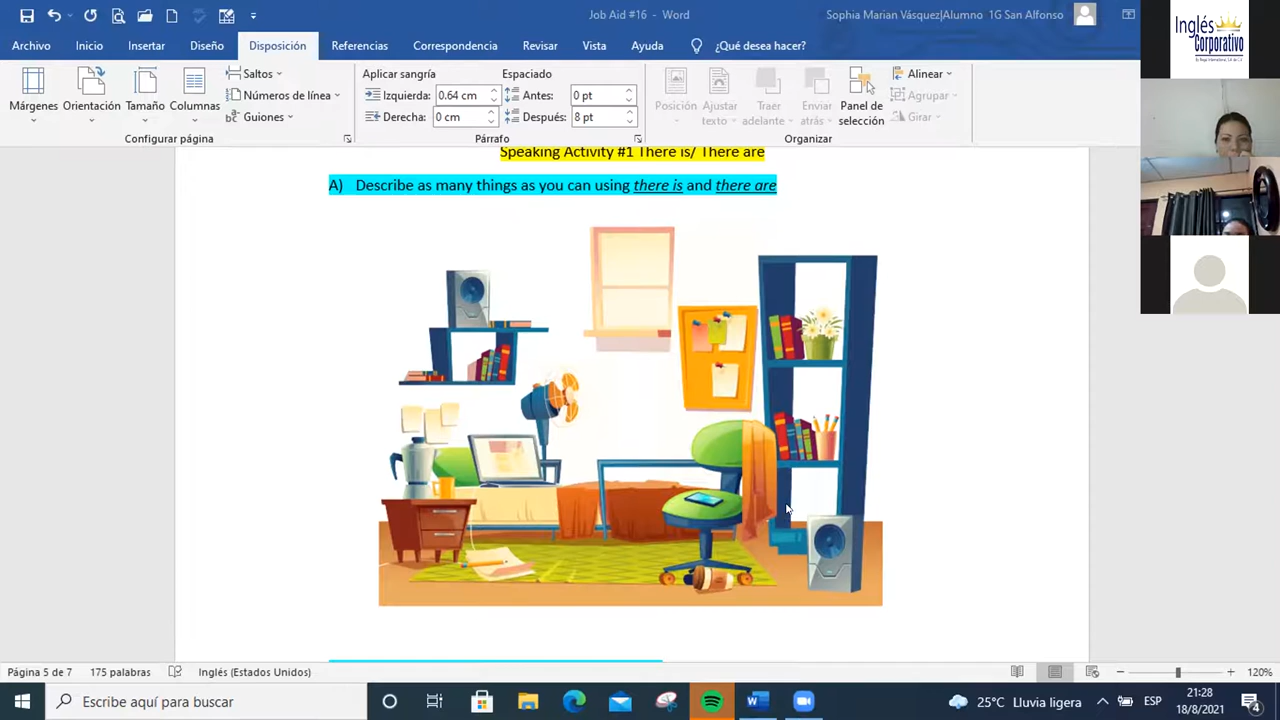 Job Aid #16 - Word
Sophia Marian Vásquez|Alumno 1G San Alfonso
Archivo Inicio Insertar Diseño Disposición Referencias Correspondencia Revisar Vista Ayuda ¿Qué desea hacer?
Márgenes
Orientación
Tamaño
Columnas
Saltos
Números de línea
Guiones
Configurar página
Aplicar sangría
Izquierda: 0.64 cm
Derecha: 0 cm
Espaciado
Antes: 0 pt
Después: 8 pt
Párrafo
Posición
Ajustar
texto
Traer
adelante
Enviar
atrás
Panel de
selección
Alinear
Agrupar
Girar
Organizar
Inglés
Corporativo
Speaking Activity #1 There is/ There are
A) Describe as many things as you can using there is and there are
Página 5 de 7 175 palabras Inglés (Estados Unidos) 120%
Escribe aquí para buscar
25°C Lluvia ligera
ESP
21:28
18/8/2021
4